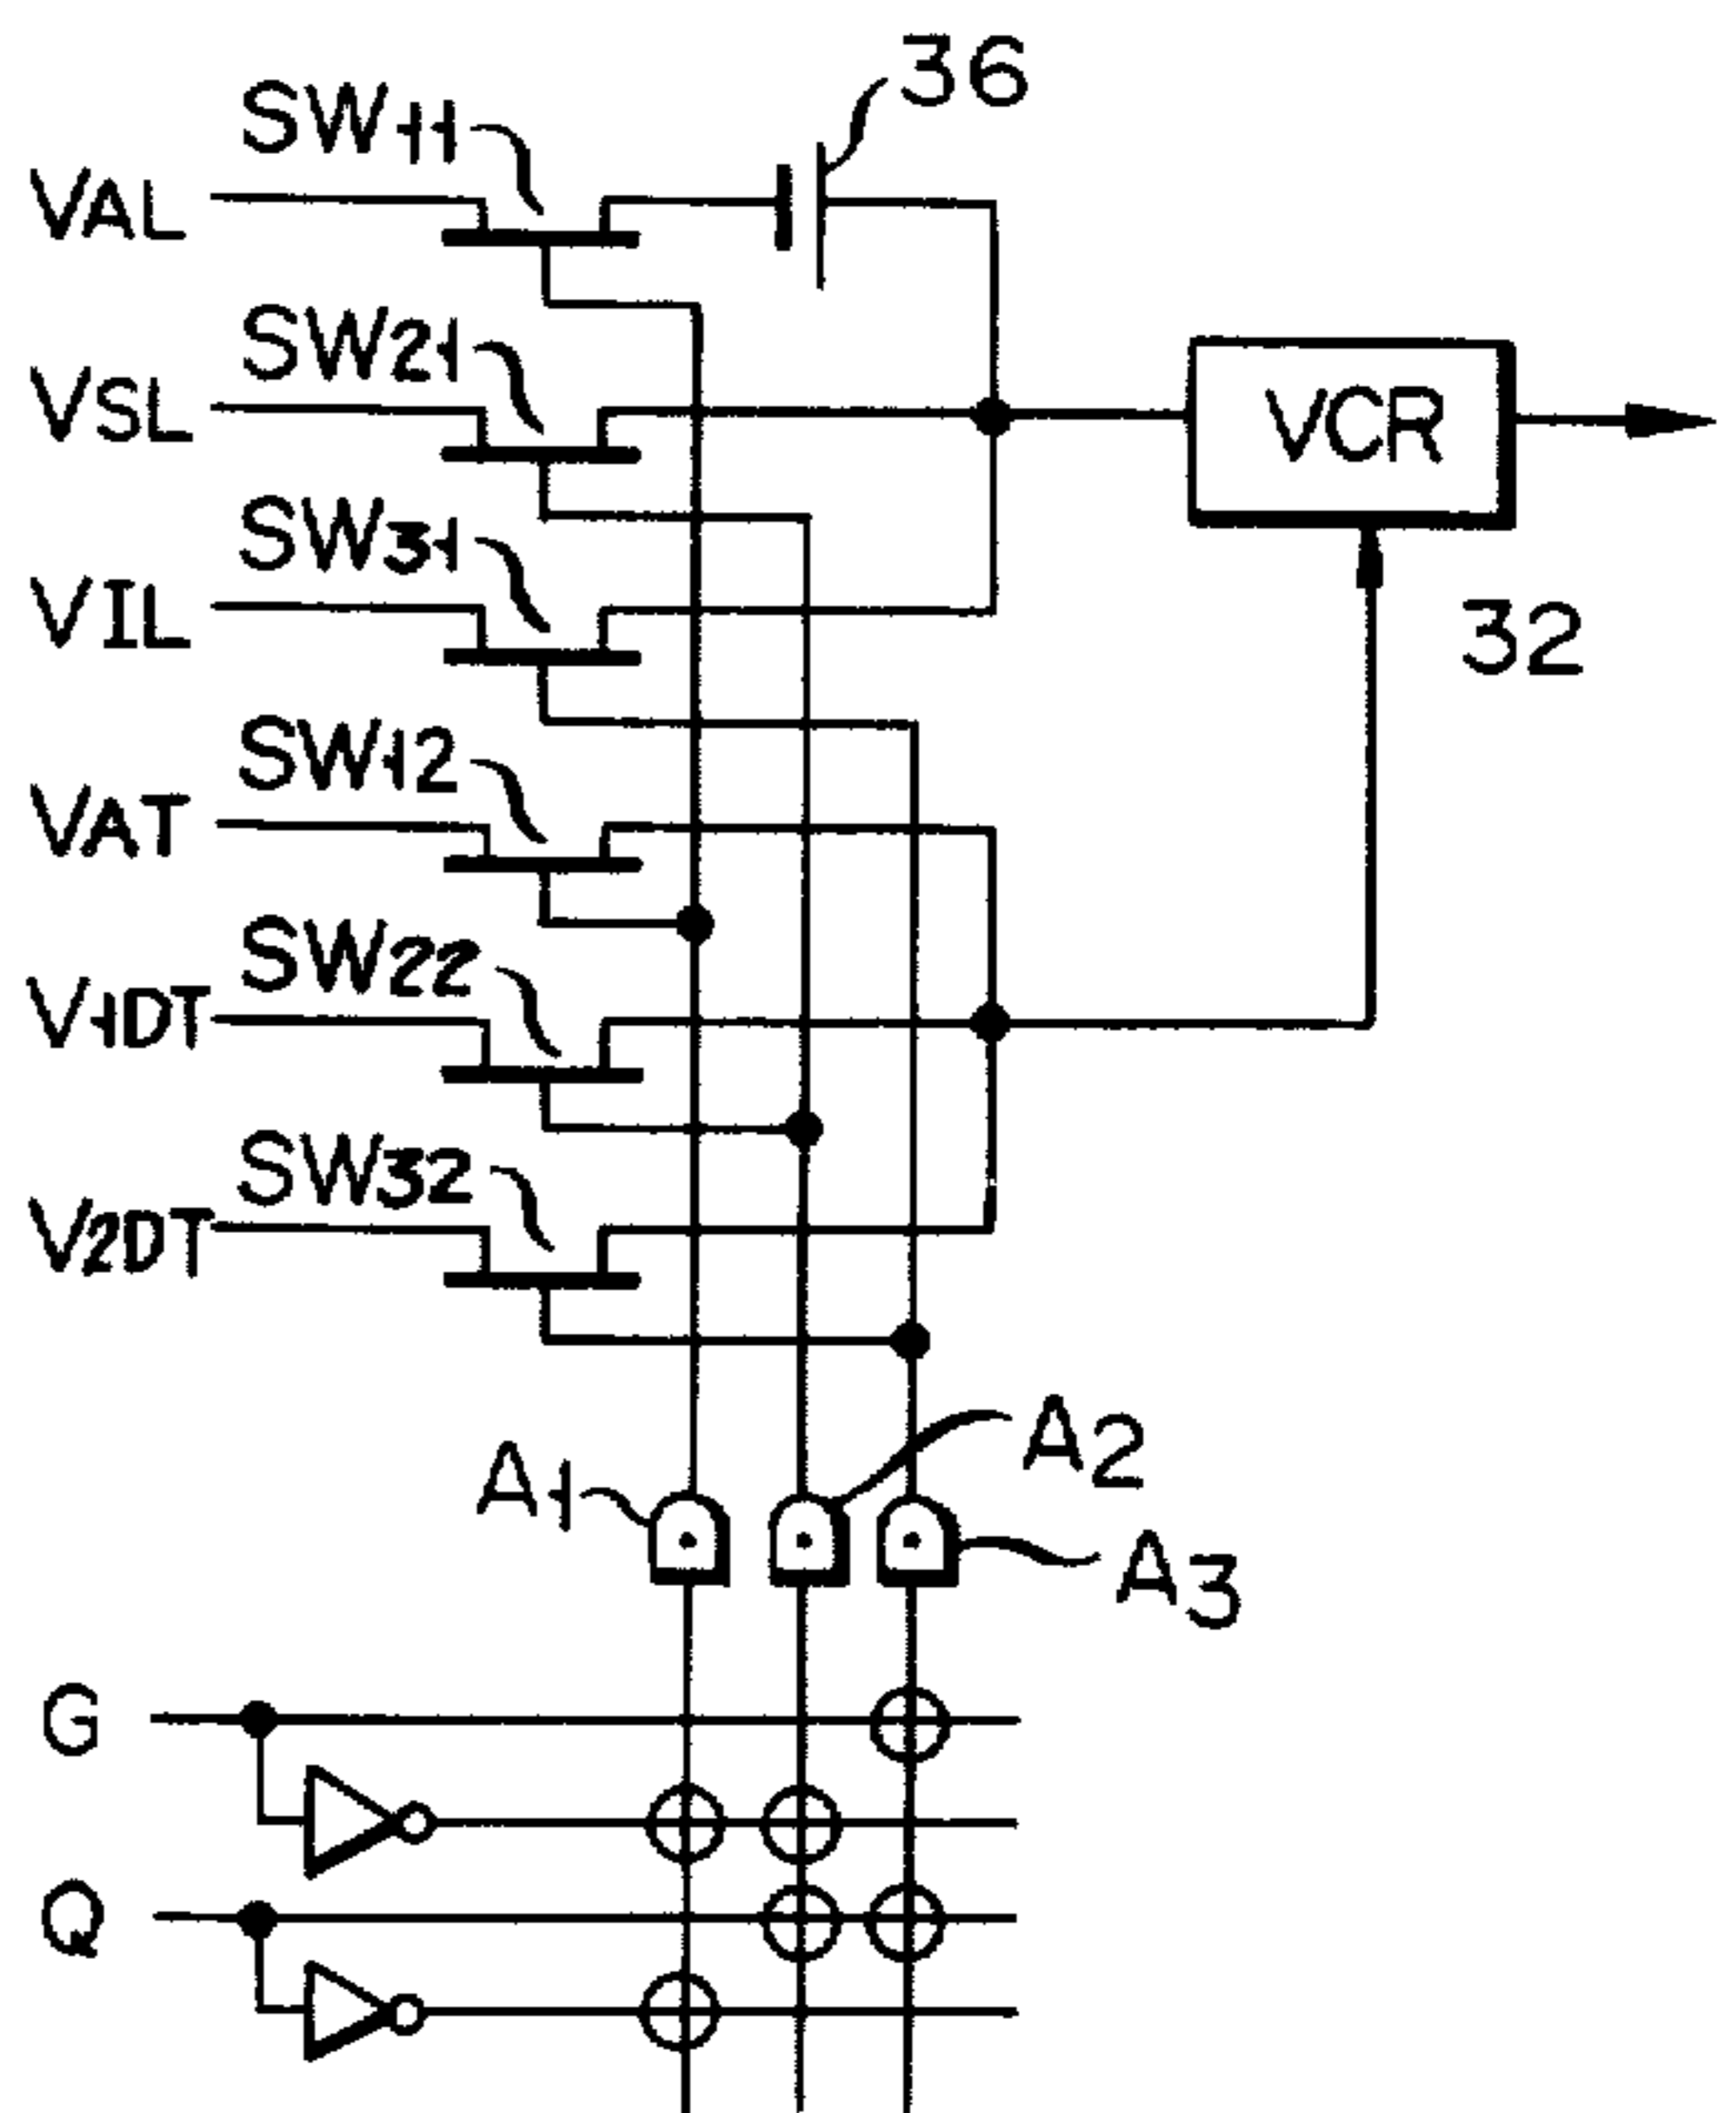 36
SW11
VAL
SW21
VSL
VCR
SW31
VIL
32
SW12
VAT
SW22
V1DT
SW32
V2DT
A2
A1
A3
G
Q